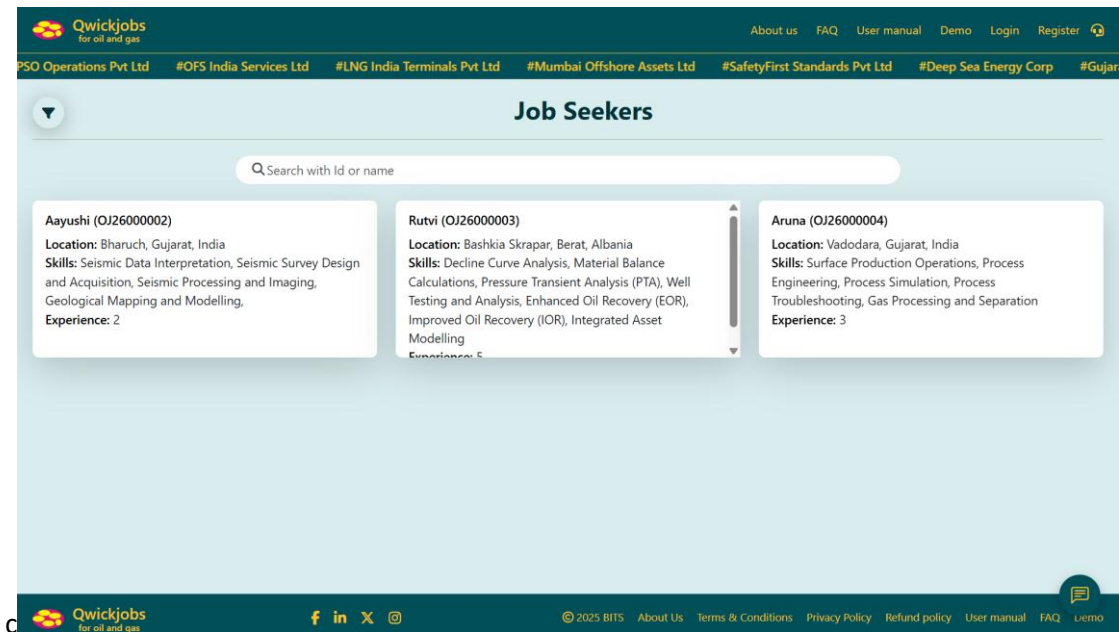 Qwickjobs
for oil and gas
About us FAQ User manual Demo Login Register
PSO Operations Pvt Ltd #OFS India Services Ltd #LNG India Terminals Pvt Ltd #Mumbai Offshore Assets Ltd #SafetyFirst Standards Pvt Ltd #Deep Sea Energy Corp #Gujar
Job Seekers
Search with Id or name
Aayushi (OJ26000002)
Location: Bharuch, Gujarat, India
Skills: Seismic Data Interpretation, Seismic Survey Design
and Acquisition, Seismic Processing and Imaging,
Geological Mapping and Modelling,
Experience: 2
Rutvi (OJ26000003)
Location: Bashkia Skrapar, Berat, Albania
Skills: Decline Curve Analysis, Material Balance
Calculations, Pressure Transient Analysis (PTA), Well
Testing and Analysis, Enhanced Oil Recovery (EOR),
Improved Oil Recovery (IOR), Integrated Asset
Modelling
Experience: 5
Aruna (OJ26000004)
Location: Vadodara, Gujarat, India
Skills: Surface Production Operations, Process
Engineering, Process Simulation, Process
Troubleshooting, Gas Processing and Separation
Experience: 3
c
Qwickjobs
for oil and gas
f in X
© 2025 BITS About Us Terms & Conditions Privacy Policy Refund policy User manual FAQ Demo